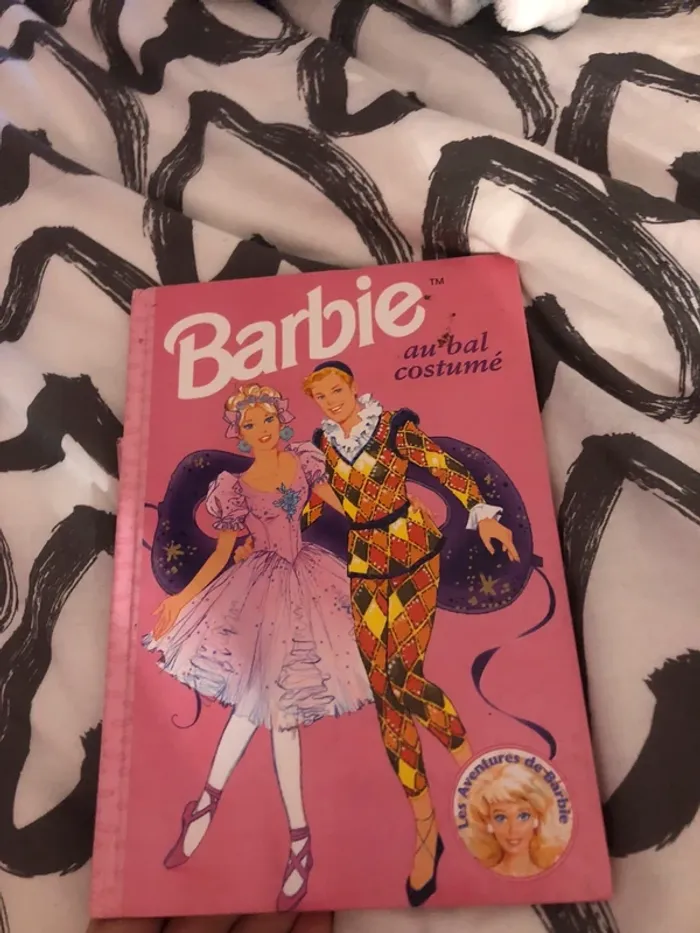 Barbie™
au bal
costumé
Les Aventures de Barbie